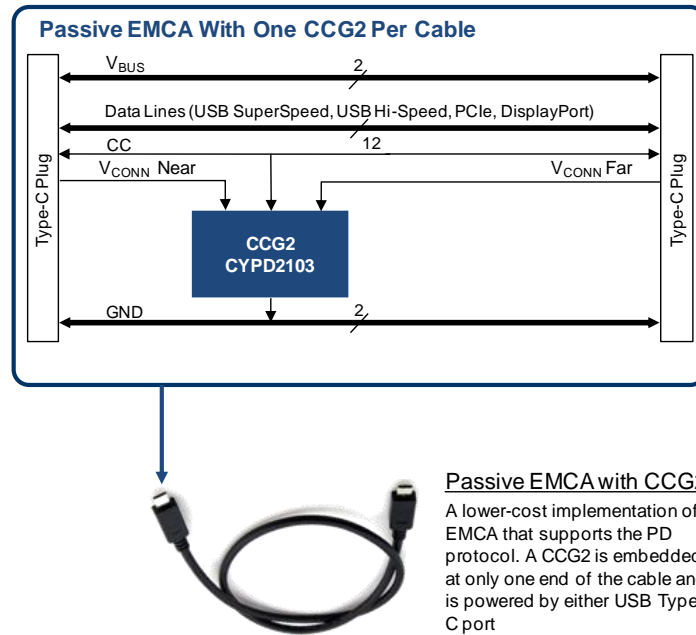 Passive EMCA With One CCG2 Per Cable
VBUS
2
Data Lines (USB SuperSpeed, USB Hi-Speed, PCIe, DisplayPort)
CC
12
VCONN Near
VCONN Far
Type-C Plug
Type-C Plug
CCG2
CYPD2103
GND
2
Passive EMCA with CCG2
A lower-cost implementation of
EMCA that supports the PD
protocol. A CCG2 is embedded
at only one end of the cable and
is powered by either USB Type
C port